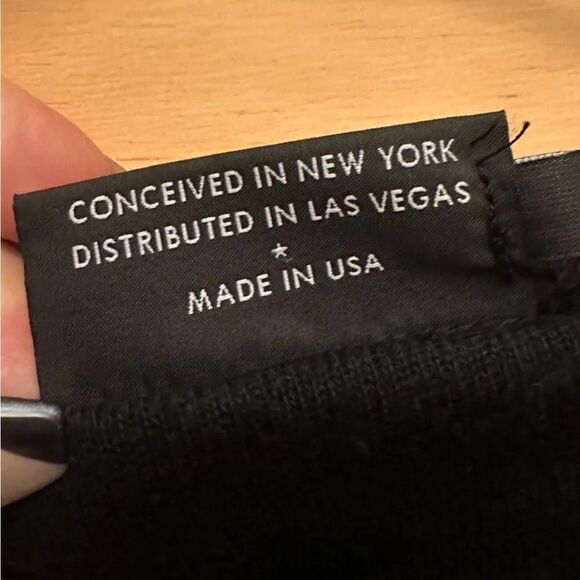 CONCEIVED IN NEW YORK
DISTRIBUTED IN LAS VEGAS
*
MADE IN USA